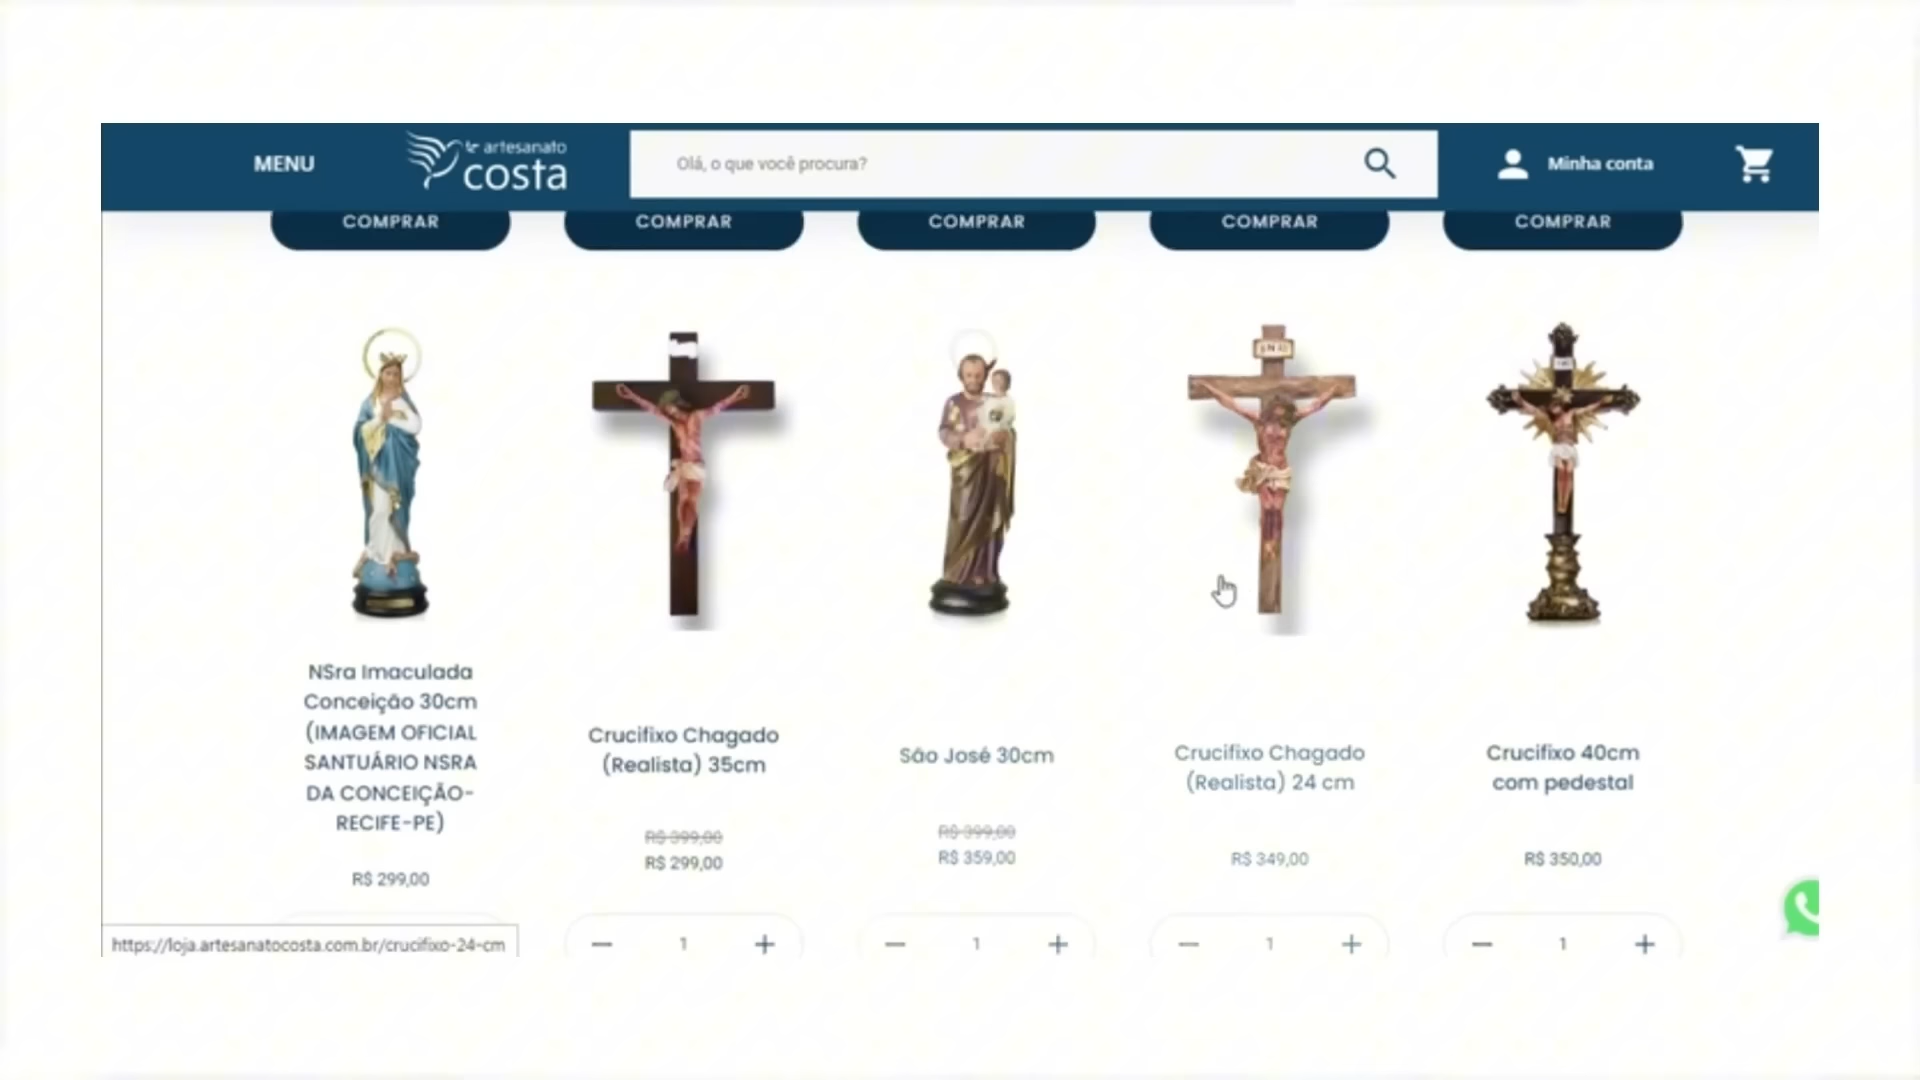 MENU
artesanato
costa
Olá, o que você procura?
Minha conta
COMPRAR
COMPRAR
COMPRAR
COMPRAR
COMPRAR
NSra Imaculada
Conceição 30cm
(IMAGEM OFICIAL
SANTUÁRIO NSRA
DA CONCEIÇÃO-
RECIFE-PE)
R$ 299,00
Crucifixo Chagado
(Realista) 35cm
R$ 399,00
R$ 299,00
São José 30cm
R$ 399,00
R$ 359,00
Crucifixo Chagado
(Realista) 24 cm
R$ 349,00
Crucifixo 40cm
com pedestal
R$ 350,00
https://loja.artesanatocosta.com.br/crucifixo-24-cm
1
1
1
1